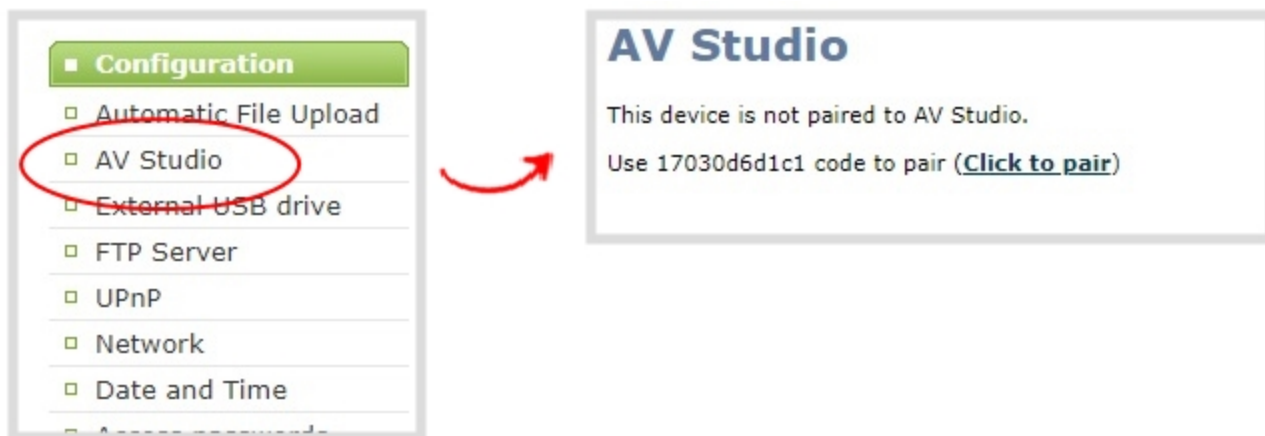 Configuration
Automatic File Upload
AV Studio
External USB drive
FTP Server
UPnP
Network
Date and Time
AV Studio
This device is not paired to AV Studio.
Use 17030d6d1c1 code to pair (Click to pair)